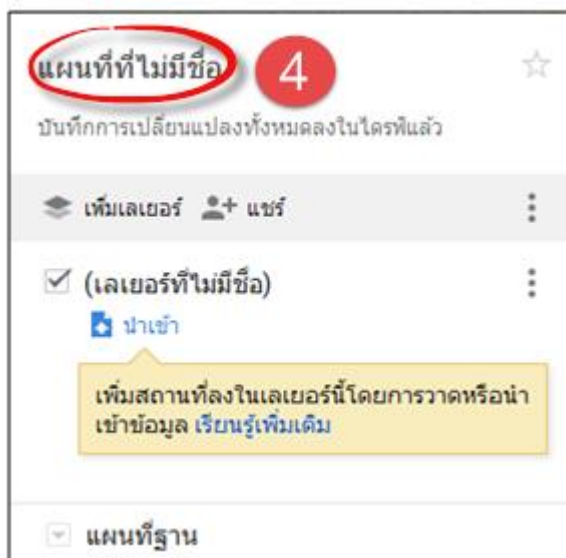 แผนที่ที่ไม่มีชื่อ 4
บันทึกการเปลี่ยนแปลงทั้งหมดลงในไดรฟ์แล้ว
เพิ่มเลเยอร์ แชร์
(เลเยอร์ที่ไม่มีชื่อ)
นำเข้า
เพิ่มสถานที่ลงในเลเยอร์นี้โดยการวาดหรือนำ
เข้าข้อมูล เรียนรู้เพิ่มเติม
แผนที่ฐาน